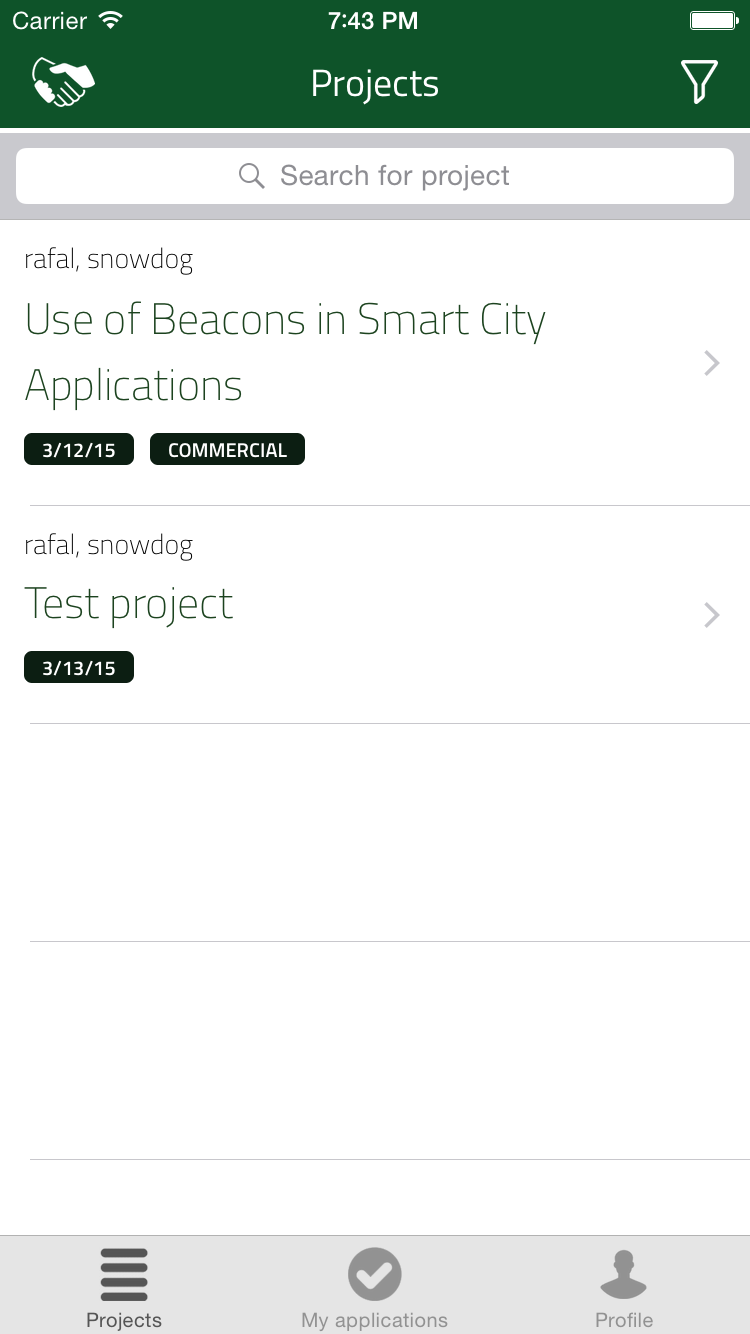 Carrier 7:43 PM
Projects
Search for project
rafal, snowdog
Use of Beacons in Smart City
Applications
3/12/15 COMMERCIAL
rafal, snowdog
Test project
3/13/15
Projects My applications Profile